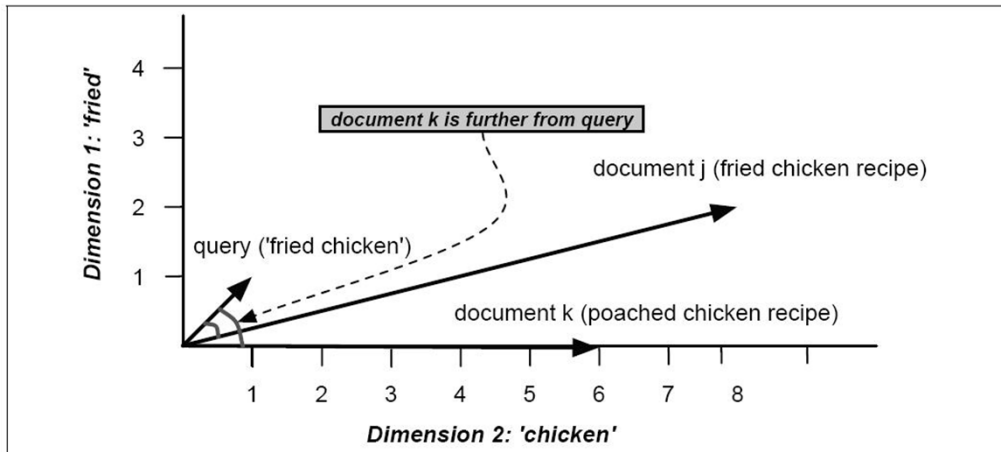 4
3
2
1
Dimension 1: 'fried'
document k is further from query
document j (fried chicken recipe)
query ('fried chicken')
document k (poached chicken recipe)
1 2 3 4 5 6 7 8
Dimension 2: 'chicken'